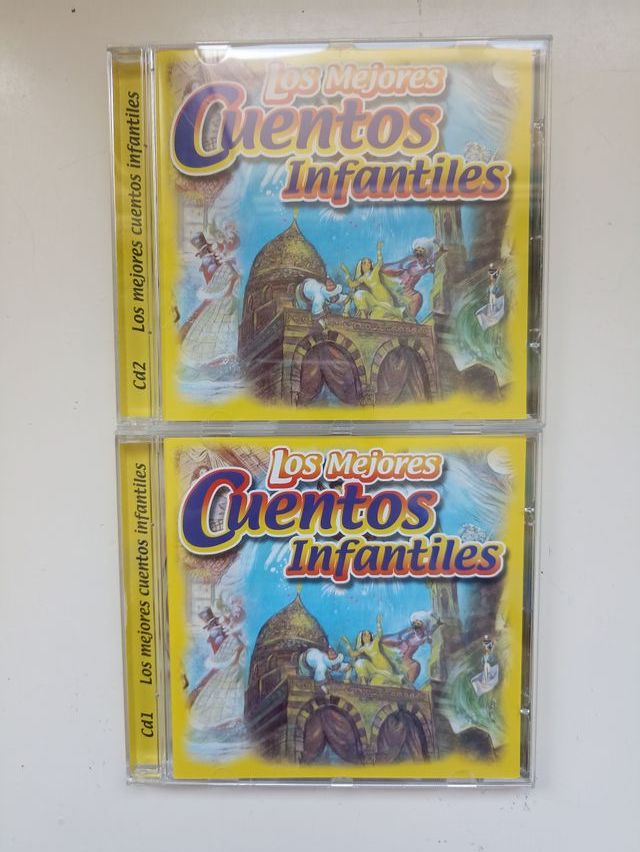 Cd2 Los mejores cuentos infantiles
Los Mejores
Cuentos
Infantiles
Cd1 Los mejores cuentos infantiles
Los Mejores
Cuentos
Infantiles